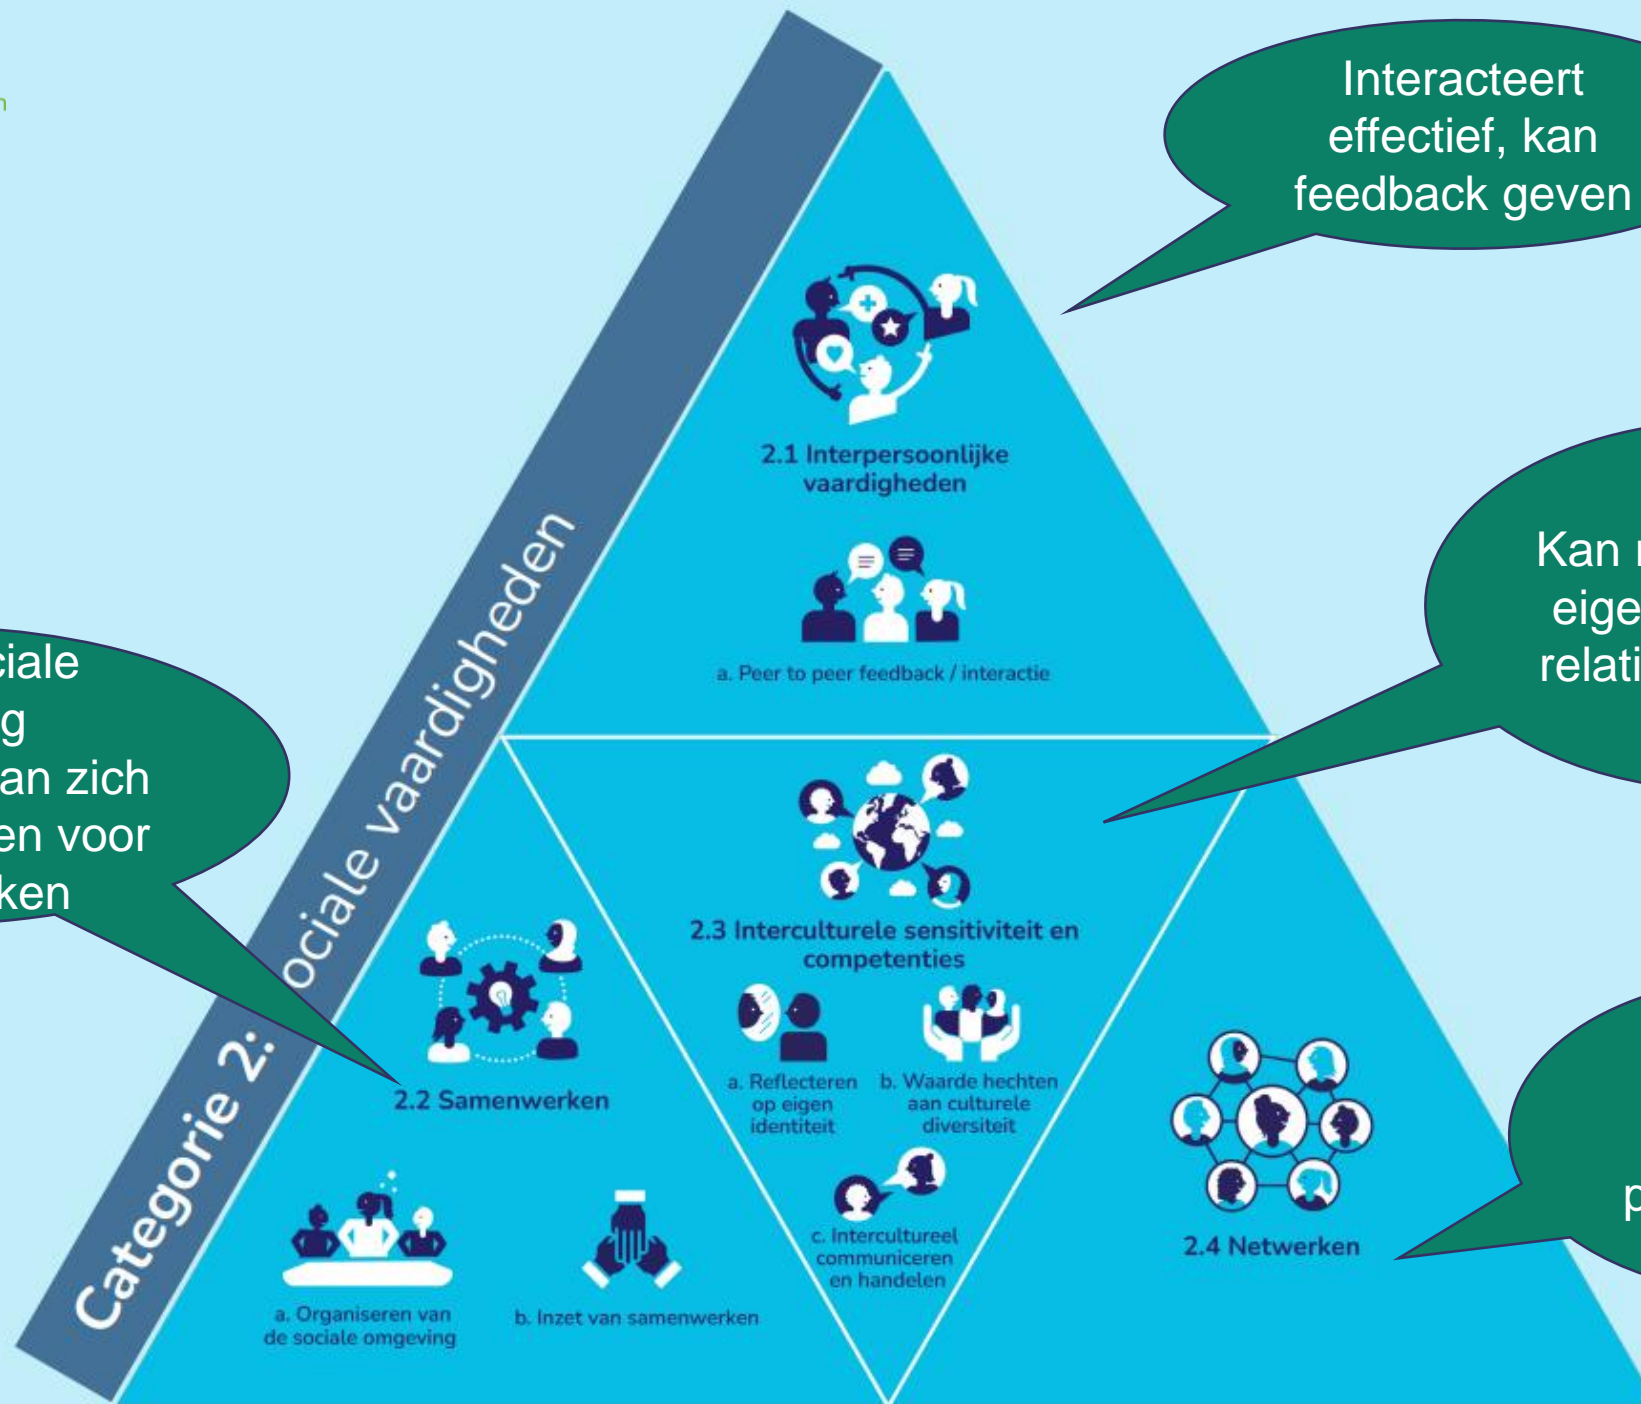 Interacteert
effectief, kan
feedback geven
2.1 Interpersoonlijke
vaardigheden
a. Peer to peer feedback / interactie
Kan
eige
relati
ciale
g
an zich
en voor
ken
Categorie 2: ociale vaardigheden
2.3 Interculturele sensitiviteit en
competenties
a. Reflecteren
op eigen
identiteit
b. Waarde hechten
aan culturele
diversiteit
c. Intercultureel
communiceren
en handelen
2.2 Samenwerken
a. Organiseren van
de sociale omgeving
b. Inzet van samenwerken
2.4 Netwerken
p